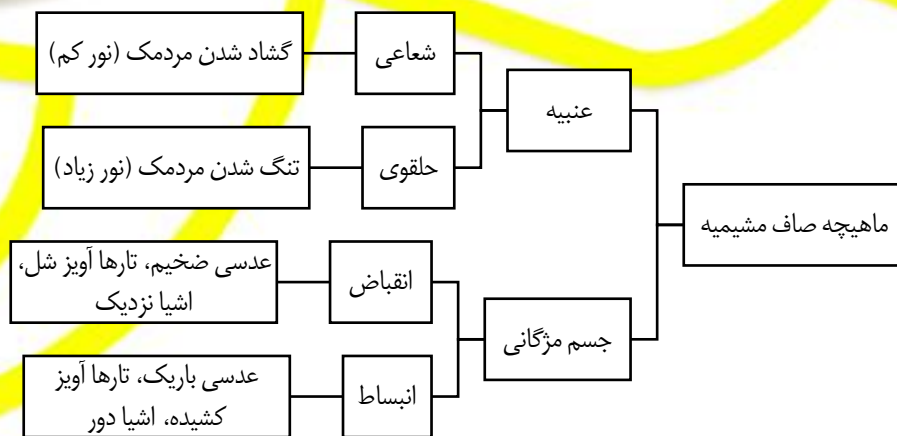 ماهیچه صاف مشیمیه
عنبیه
شعاعی
گشاد شدن مردمک (نور کم)
حلقوی
تنگ شدن مردمک (نور زیاد)
جسم مژگانی
انقباض
عدسی ضخیم، تارها آویز شل،
اشیا نزدیک
انبساط
عدسی باریک، تارها آویز
کشیده، اشیا دور